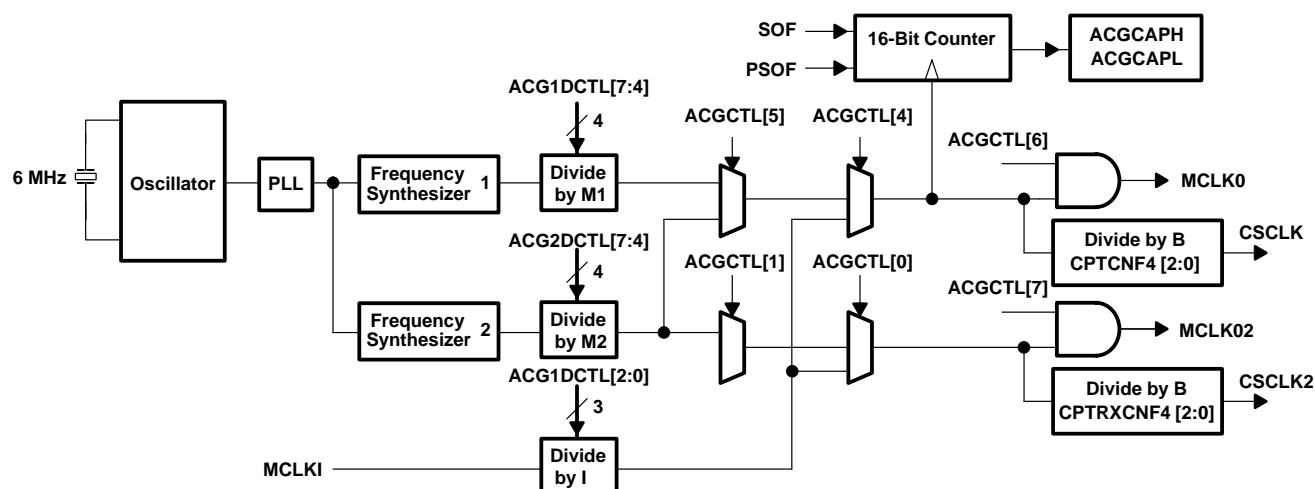 SOF
PSOF
16-Bit Counter
ACGCAPH
ACGCAPL
ACG1DCTL[7:4]
4
ACGCTL[5]
ACGCTL[4]
ACGCTL[6]
6 MHz
Oscillator
PLL
Frequency
Synthesizer 1
Divide
by M1
MCLK0
Divide by B
CPTCNF4 [2:0]
CSCLK
ACG2DCTL[7:4]
4
ACGCTL[1]
ACGCTL[0]
ACGCTL[7]
Frequency
Synthesizer 2
Divide
by M2
MCLK02
Divide by B
CPTRXCNF4 [2:0]
CSCLK2
ACG1DCTL[2:0]
3
MCLKI
Divide
by I